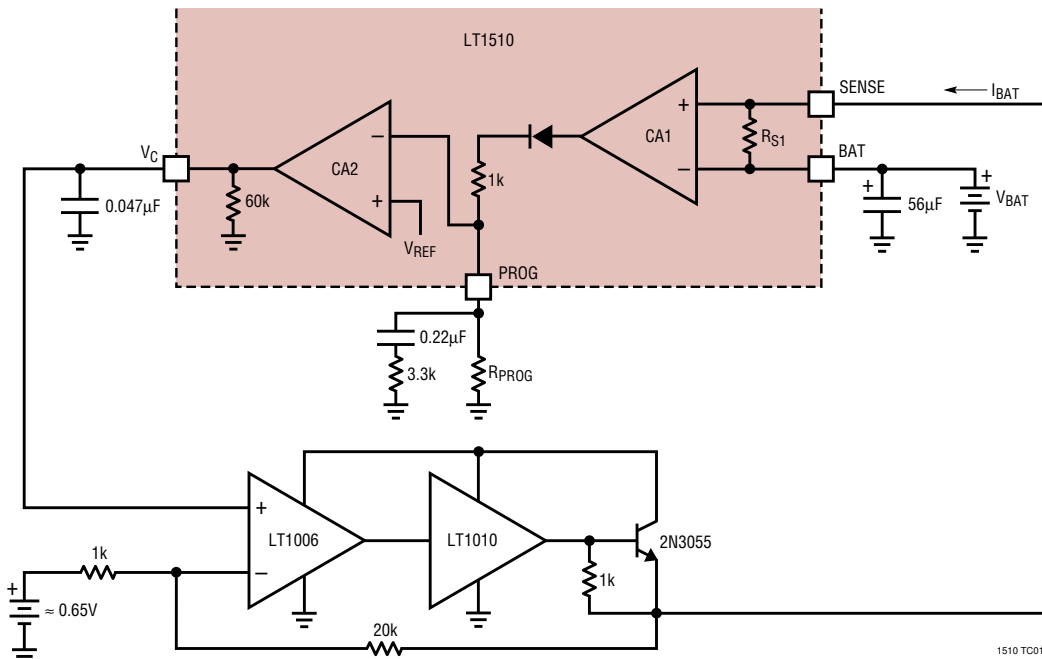 LT1510
SENSE
I_BAT
+
CA1
R_S1
−
BAT
−
CA2
+
V_REF
1k
V_C
60k
0.047µF
+
56µF
+
V_BAT
PROG
0.22µF
3.3k
R_PROG
+
LT1006
−
LT1010
2N3055
1k
1k
+
≈ 0.65V
20k
1510 TC01